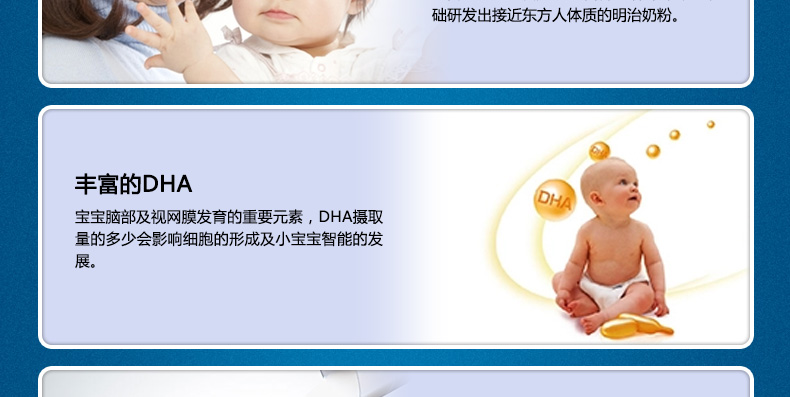 础研发出接近东方人体质的明治奶粉。
丰富的DHA
宝宝脑部及视网膜发育的重要元素，DHA摄取
量的多少会影响细胞的形成及小宝宝智能的发
展。
DHA